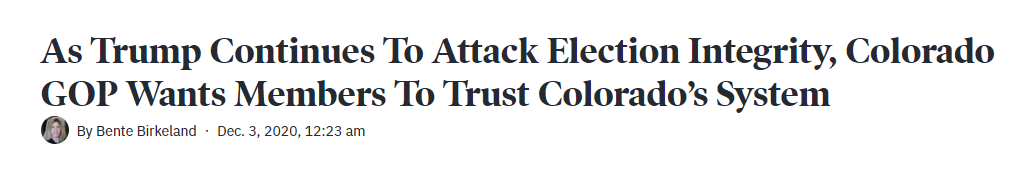 As Trump Continues To Attack Election Integrity, Colorado
GOP Wants Members To Trust Colorado’s System
By Bente Birkeland · Dec. 3, 2020, 12:23 am